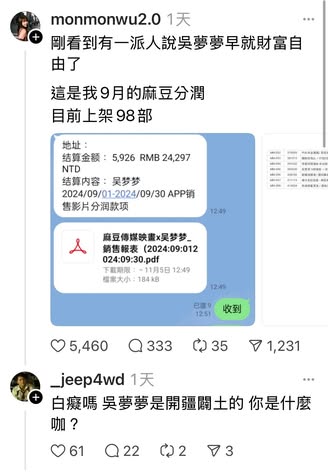 monmonwu2.0 1天
剛看到有一派人說吳夢夢早就財富自
由了
這是我9月的麻豆分潤
目前上架98部
地址：
结算金额： 5,926 RMB 24,297
NTD
结算内容： 吴梦梦
2024/09/01-2024/09/30 APP销
售影片分润款项
12:49
麻豆傳媒映畫x吴梦梦_
銷售報表（2024:09:012
024:09:30.pdf
下載期限：~ 11月5日 12:49
檔案大小：184 kB
12:49
已讀 9
12:51
收到
5,460 333 35 1,231
_jeep4wd 1天
白癡嗎 吳夢夢是開疆闢土的 你是什麼
咖？
61 22 2 3